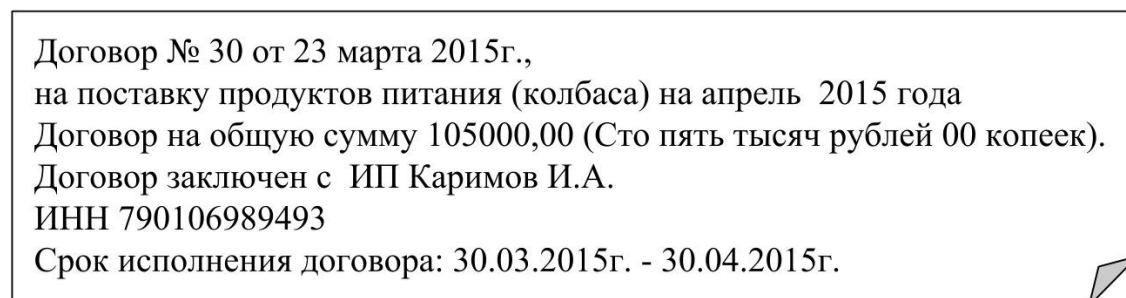 Договор № 30 от 23 марта 2015г.,
на поставку продуктов питания (колбаса) на апрель  2015 года
Договор на общую сумму 105000,00 (Сто пять тысяч рублей 00 копеек).
Договор заключен с  ИП Каримов И.А.
ИНН 790106989493
Срок исполнения договора: 30.03.2015г. - 30.04.2015г.